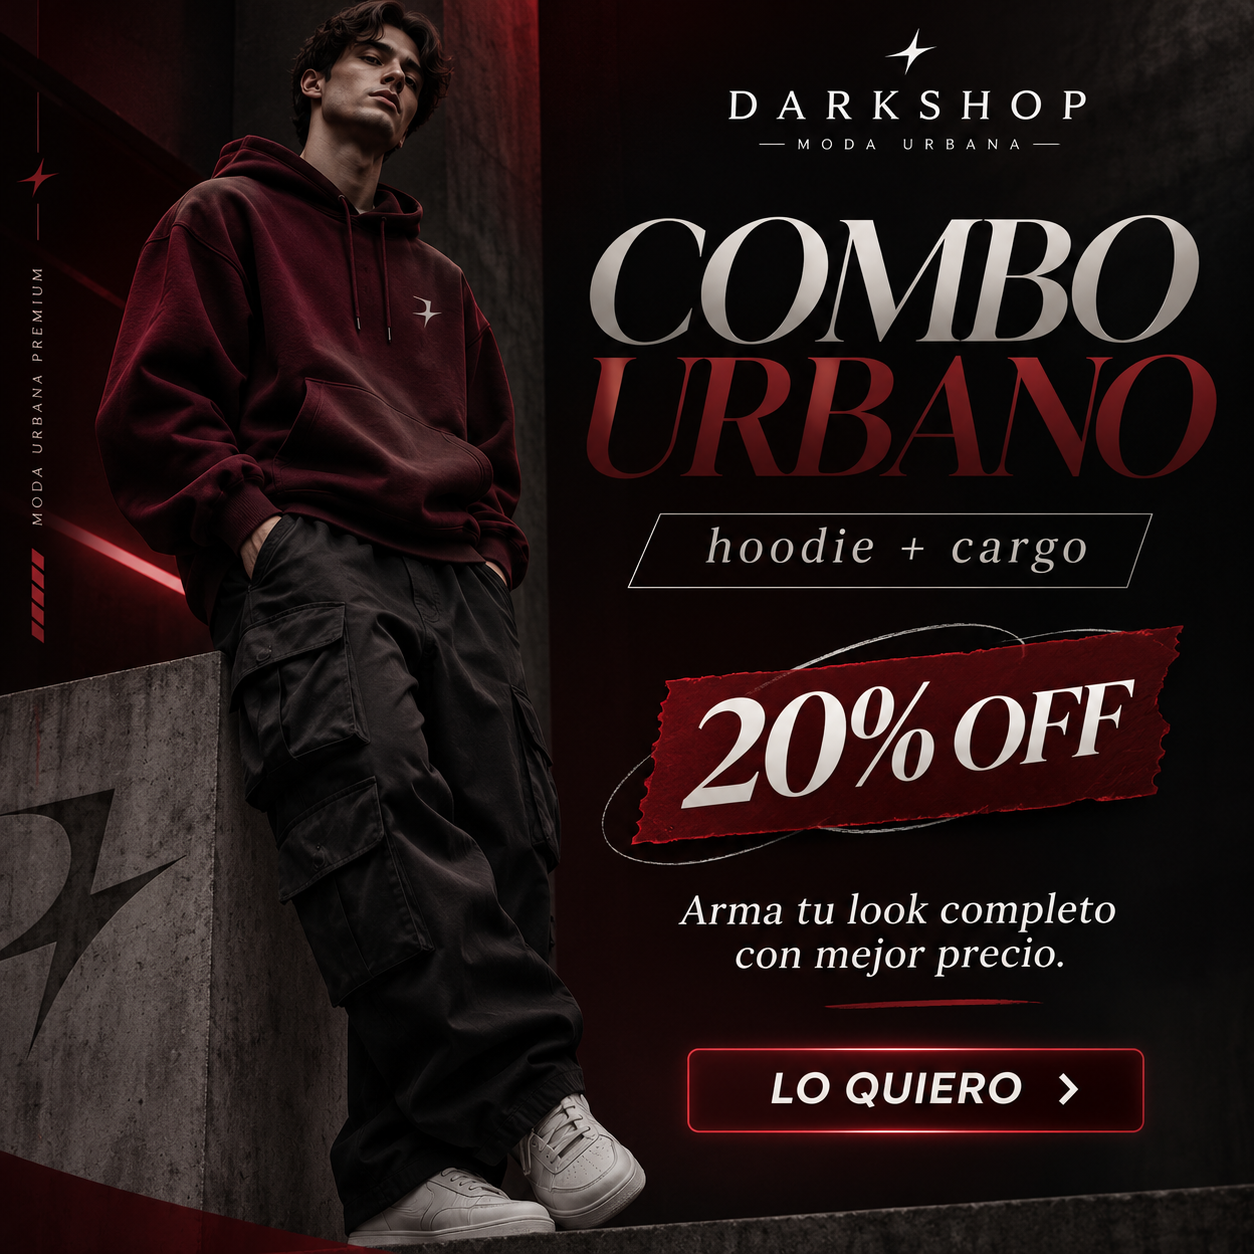 DARKSHOP
MODA URBANA
COMBO
URBANO
hoodie + cargo
20% OFF
Arma tu look completo
con mejor precio.
LO QUIERO
MODA URBANA PREMIUM